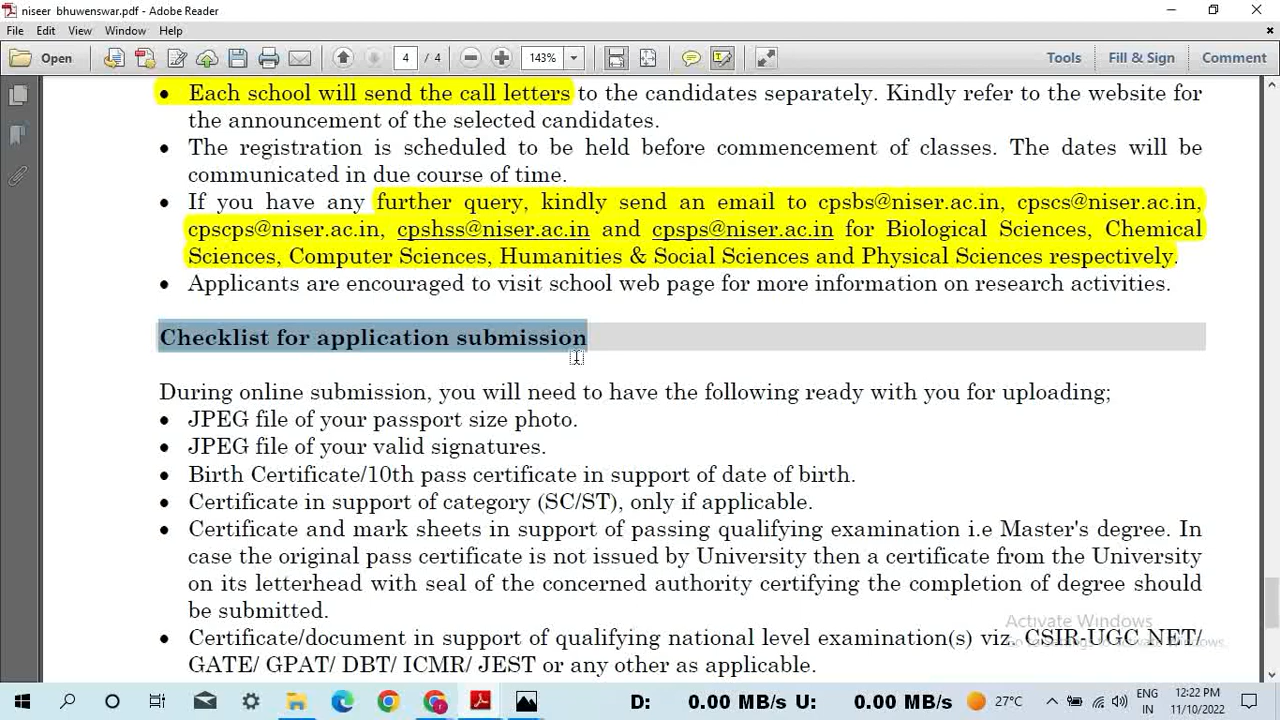 niseer bhuwenswar.pdf - Adobe Reader
File Edit View Window Help
Open 4 / 4 143% Tools Fill & Sign Comment
• Each school will send the call letters to the candidates separately. Kindly refer to the website for
the announcement of the selected candidates.
• The registration is scheduled to be held before commencement of classes. The dates will be
communicated in due course of time.
• If you have any further query, kindly send an email to cpsbs@niser.ac.in, cpscs@niser.ac.in,
cpscps@niser.ac.in, cpshss@niser.ac.in and cpsps@niser.ac.in for Biological Sciences, Chemical
Sciences, Computer Sciences, Humanities & Social Sciences and Physical Sciences respectively.
• Applicants are encouraged to visit school web page for more information on research activities.
Checklist for application submission
During online submission, you will need to have the following ready with you for uploading;
• JPEG file of your passport size photo.
• JPEG file of your valid signatures.
• Birth Certificate/10th pass certificate in support of date of birth.
• Certificate in support of category (SC/ST), only if applicable.
• Certificate and mark sheets in support of passing qualifying examination i.e Master's degree. In
case the original pass certificate is not issued by University then a certificate from the University
on its letterhead with seal of the concerned authority certifying the completion of degree should
be submitted.
Activate Windows
• Certificate/document in support of qualifying national level examination(s) viz. CSIR-UGC NET/
GATE/ GPAT/ DBT/ ICMR/ JEST or any other as applicable.
D: 0.00 MB/s U: 0.00 MB/s 27°C ENG 12:22 PM
IN 11/10/2022